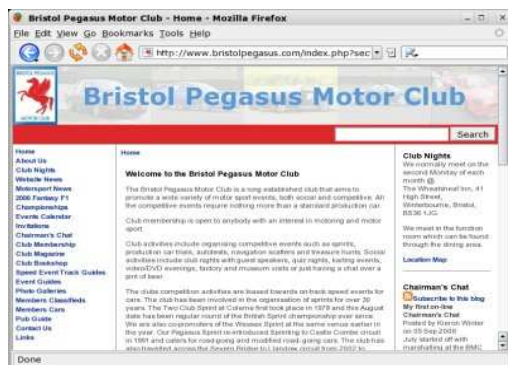 Bristol Pegasus Motor Club - Home - Mozilla Firefox
File Edit View Go Bookmarks Tools Help
http://www.bristolpegasus.com/index.php?sec
Bristol Pegasus Motor Club
Search
Home
About Us
Club Nights
Website News
Motorsport News
2006 Fantasy F1
Championships
Events Calendar
Invitations
Chairman's Chat
Club Membership
Club Magazine
Club Bookshop
Speed Event Track Guides
Event Guides
Photo Galleries
Members Classifieds
Members Cars
Pub Guide
Contact Us
Links
Home
Welcome to the Bristol Pegasus Motor Club
The Bristol Pegasus Motor Club is a long established club that aims to
promote a wide variety of motor sport events, both social and competitive. All
the competitive events require nothing more than a standard production car.
Club membership is open to anybody with an interest in motoring and motor
sport.
Club activities include organising competitive events such as sprints,
production car trials, autotests, navigation scatters and treasure hunts. Social
activities include club nights with guest speakers, quiz nights, karting events,
video/DVD evenings, factory and museum visits or just having a chat over a
pint of beer.
The clubs competition activities are biased towards on-track speed events for
cars. The club has been involved in the organisation of sprints for over 30
years. The Two Club Sprint at Colerne first took place in 1978 and this August
date has been regular round of the British Sprint championship ever since.
We are also co-promoters of the Wessex Sprint at the same venue earlier in
the year. Our Pegasus Sprint re-introduced Sprinting to Castle Combe circuit
in 1991 and caters for road-going and modified road-going cars. The club has
also travelled across the Severn Bridge to Llandow circuit from 2002 to
Club Nights
We normally meet on the
second Monday of each
month @
The Wheatsheaf Inn, 41
High Street,
Winterbourne, Bristol,
BS36 1JG.
We meet in the function
room which can be found
through the dining area.
Location Map
Chairman's Chat
Subscribe to this blog
My first on-line
Chairman's Chat
Posted by Kieron Winter
on 05 Sep 2006
July started off with
marshalling at the BMC
Done